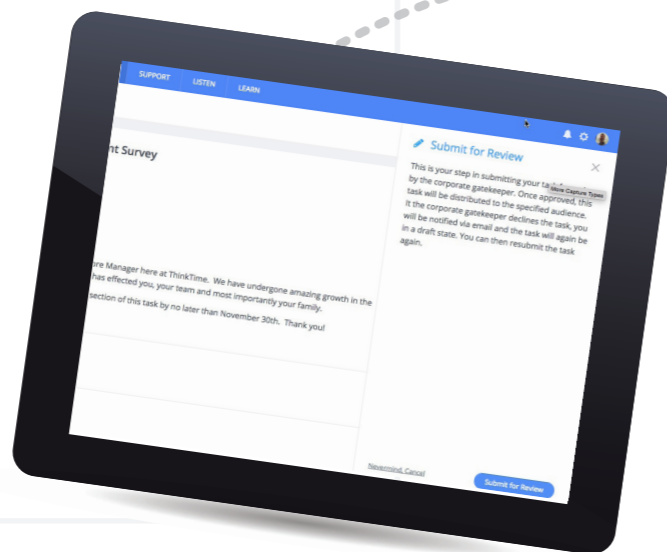 SUPPORT LISTEN LEARN
nt Survey
re Manager here at ThinkTime. We have undergone amazing growth in the
has effected you, your team and most importantly your family.
section of this task by no later than November 30th. Thank you!
Submit for Review
This is your step in submitting your
by the corporate gatekeeper. Once approved, this
More Capture Types
task will be distributed to the specified audience.
It the corporate gatekeeper declines the task, you
will be notified via email and the task will again be
in a draft state. You can then resubmit the task
again.
Nevermind, Cancel
Submit for Review